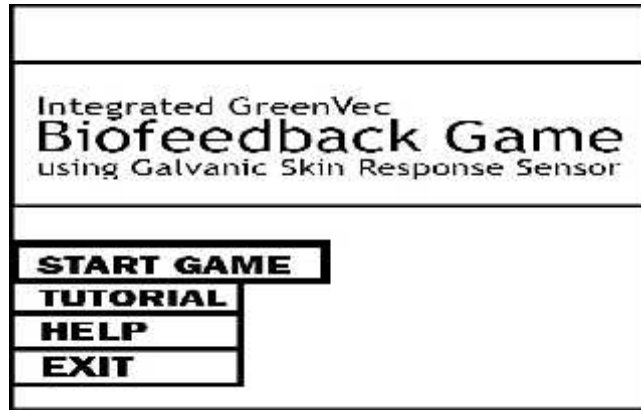 Integrated GreenVec
Biofeedback Game
using Galvanic Skin Response Sensor
START GAME
TUTORIAL
HELP
EXIT